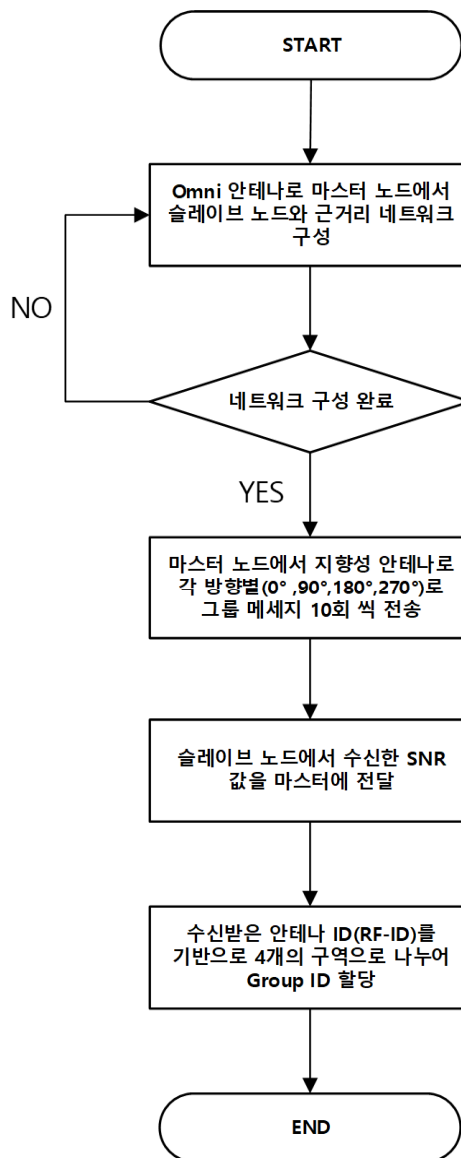 START
Omni 안테나로 마스터 노드에서
슬레이브 노드와 근거리 네트워크
구성
NO
네트워크 구성 완료
YES
마스터 노드에서 지향성 안테나로
각 방향별(0° ,90°,180°,270°)로
그룹 메세지 10회 씩 전송
슬레이브 노드에서 수신한 SNR
값을 마스터에 전달
수신받은 안테나 ID(RF-ID)를
기반으로 4개의 구역으로 나누어
Group ID 할당
END